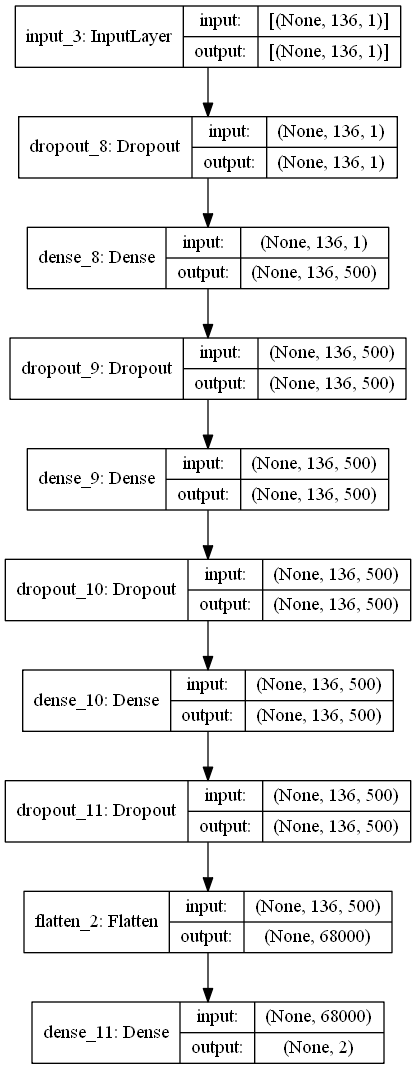 input_3: InputLayer
input: [(None, 136, 1)]
output: [(None, 136, 1)]
dropout_8: Dropout
input: (None, 136, 1)
output: (None, 136, 1)
dense_8: Dense
input: (None, 136, 1)
output: (None, 136, 500)
dropout_9: Dropout
input: (None, 136, 500)
output: (None, 136, 500)
dense_9: Dense
input: (None, 136, 500)
output: (None, 136, 500)
dropout_10: Dropout
input: (None, 136, 500)
output: (None, 136, 500)
dense_10: Dense
input: (None, 136, 500)
output: (None, 136, 500)
dropout_11: Dropout
input: (None, 136, 500)
output: (None, 136, 500)
flatten_2: Flatten
input: (None, 136, 500)
output: (None, 68000)
dense_11: Dense
input: (None, 68000)
output: (None, 2)